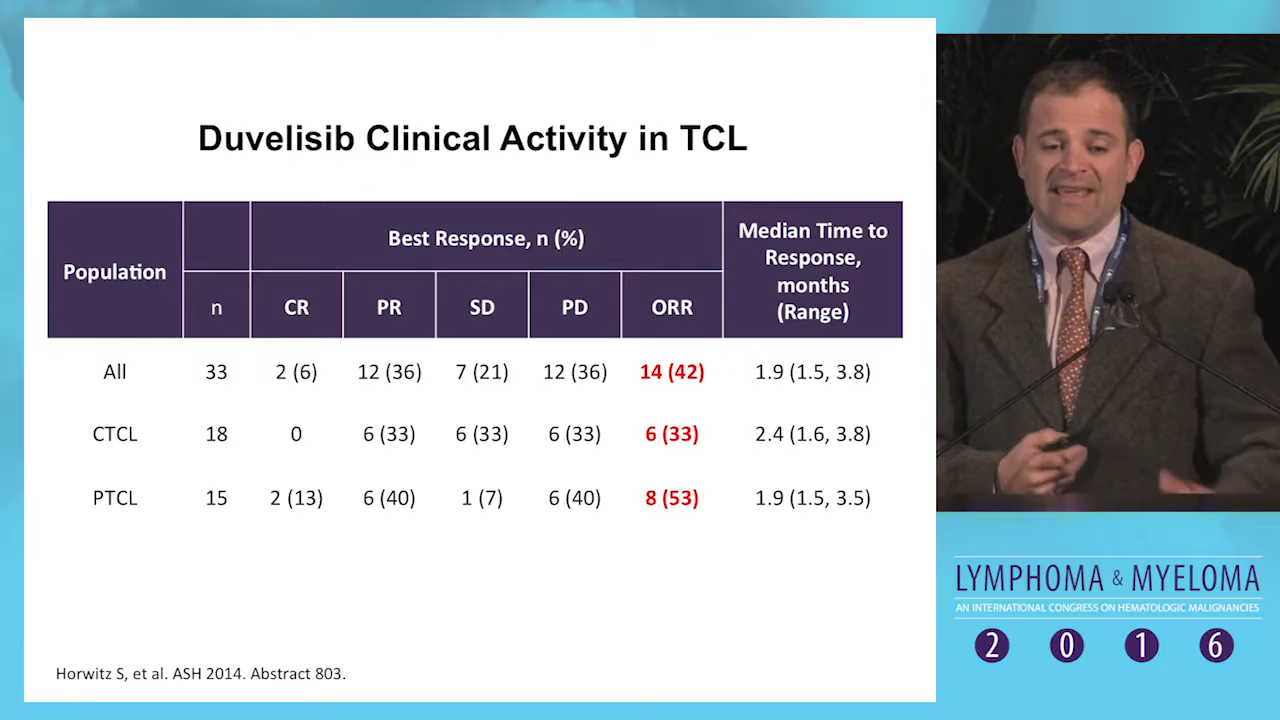 Duvelisib Clinical Activity in TCL
Population
n
Best Response, n (%)
CR PR SD PD ORR
Median Time to
Response,
months
(Range)
All 33 2 (6) 12 (36) 7 (21) 12 (36) 14 (42) 1.9 (1.5, 3.8)
CTCL 18 0 6 (33) 6 (33) 6 (33) 6 (33) 2.4 (1.6, 3.8)
PTCL 15 2 (13) 6 (40) 1 (7) 6 (40) 8 (53) 1.9 (1.5, 3.5)
Horwitz S, et al. ASH 2014. Abstract 803.
LYMPHOMA & MYELOMA
AN INTERNATIONAL CONGRESS ON HEMATOLOGIC MALIGNANCIES
2 0 1 6